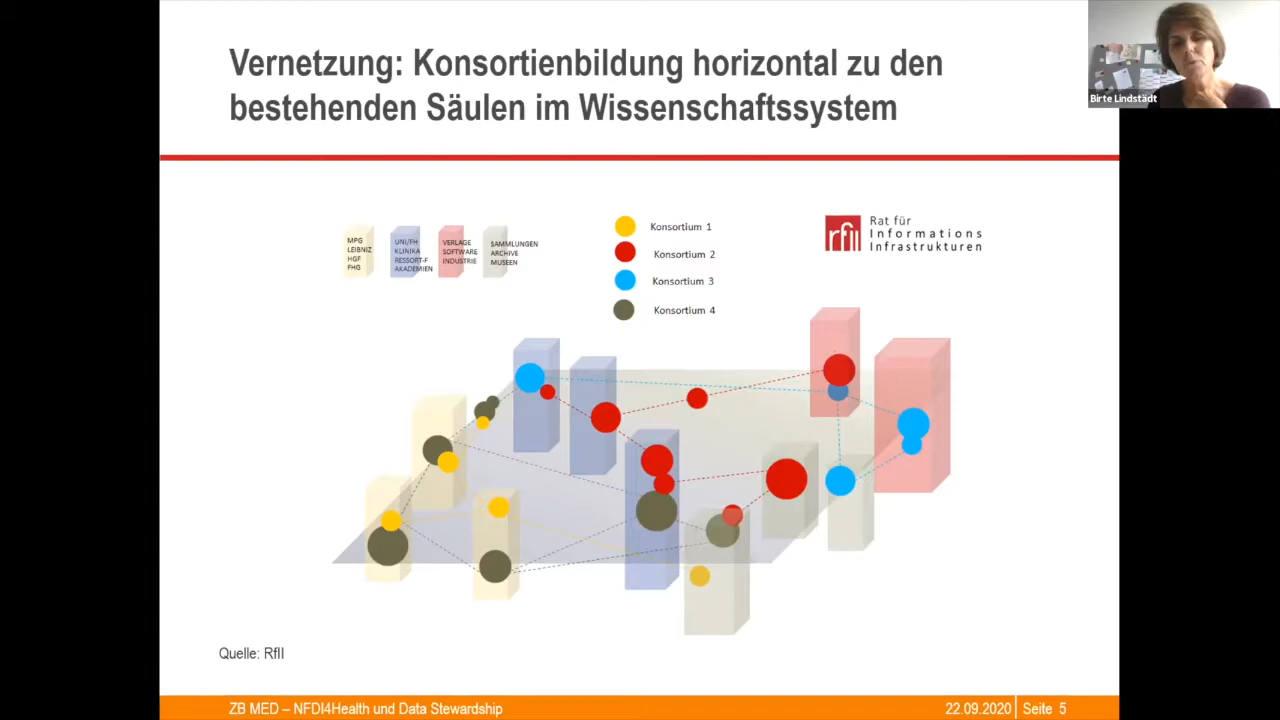 Vernetzung: Konsortienbildung horizontal zu den
bestehenden Säulen im Wissenschaftssystem
Birte Lindstädt
MPG
LEIBNIZ
HGF
FHG
UNI/FH
KLINIKA
RESSORT-F
AKADEMIEN
VERLAGE
SOFTWARE
INDUSTRIE
SAMMLUNGEN
ARCHIVE
MUSEEN
Konsortium 1
Konsortium 2
Konsortium 3
Konsortium 4
rfII
Rat für
Informations
Infrastrukturen
Quelle: RfII
ZB MED – NFDI4Health und Data Stewardship
22.09.2020 Seite 5